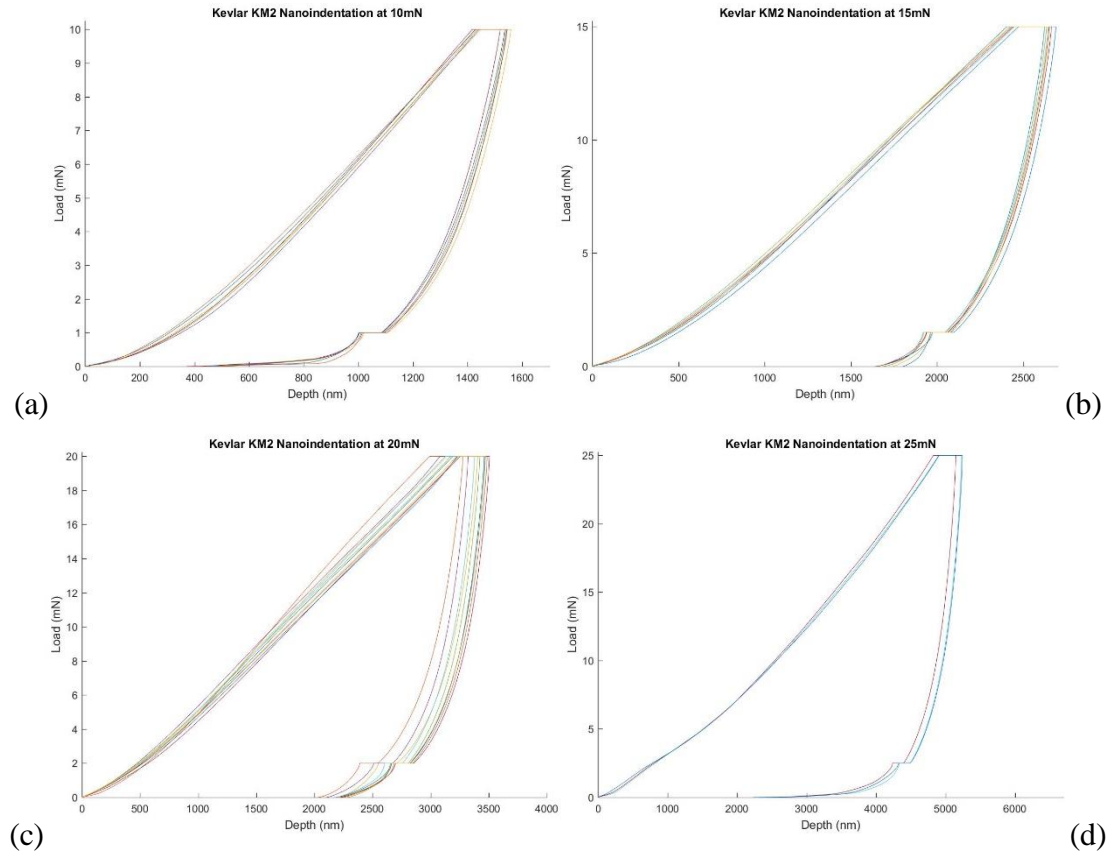 Kevlar KM2 Nanoindentation at 10mN
10
9
8
7
6
5
4
3
2
1
0
Load (mN)
0 200 400 600 800 1000 1200 1400 1600
Depth (nm)
(a)
Kevlar KM2 Nanoindentation at 15mN
15
10
5
0
Load (mN)
0 500 1000 1500 2000 2500
Depth (nm)
(b)
Kevlar KM2 Nanoindentation at 20mN
20
18
16
14
12
10
8
6
4
2
0
Load (mN)
0 500 1000 1500 2000 2500 3000 3500 4000
Depth (nm)
(c)
Kevlar KM2 Nanoindentation at 25mN
25
20
15
10
5
0
Load (mN)
0 1000 2000 3000 4000 5000 6000
Depth (nm)
(d)